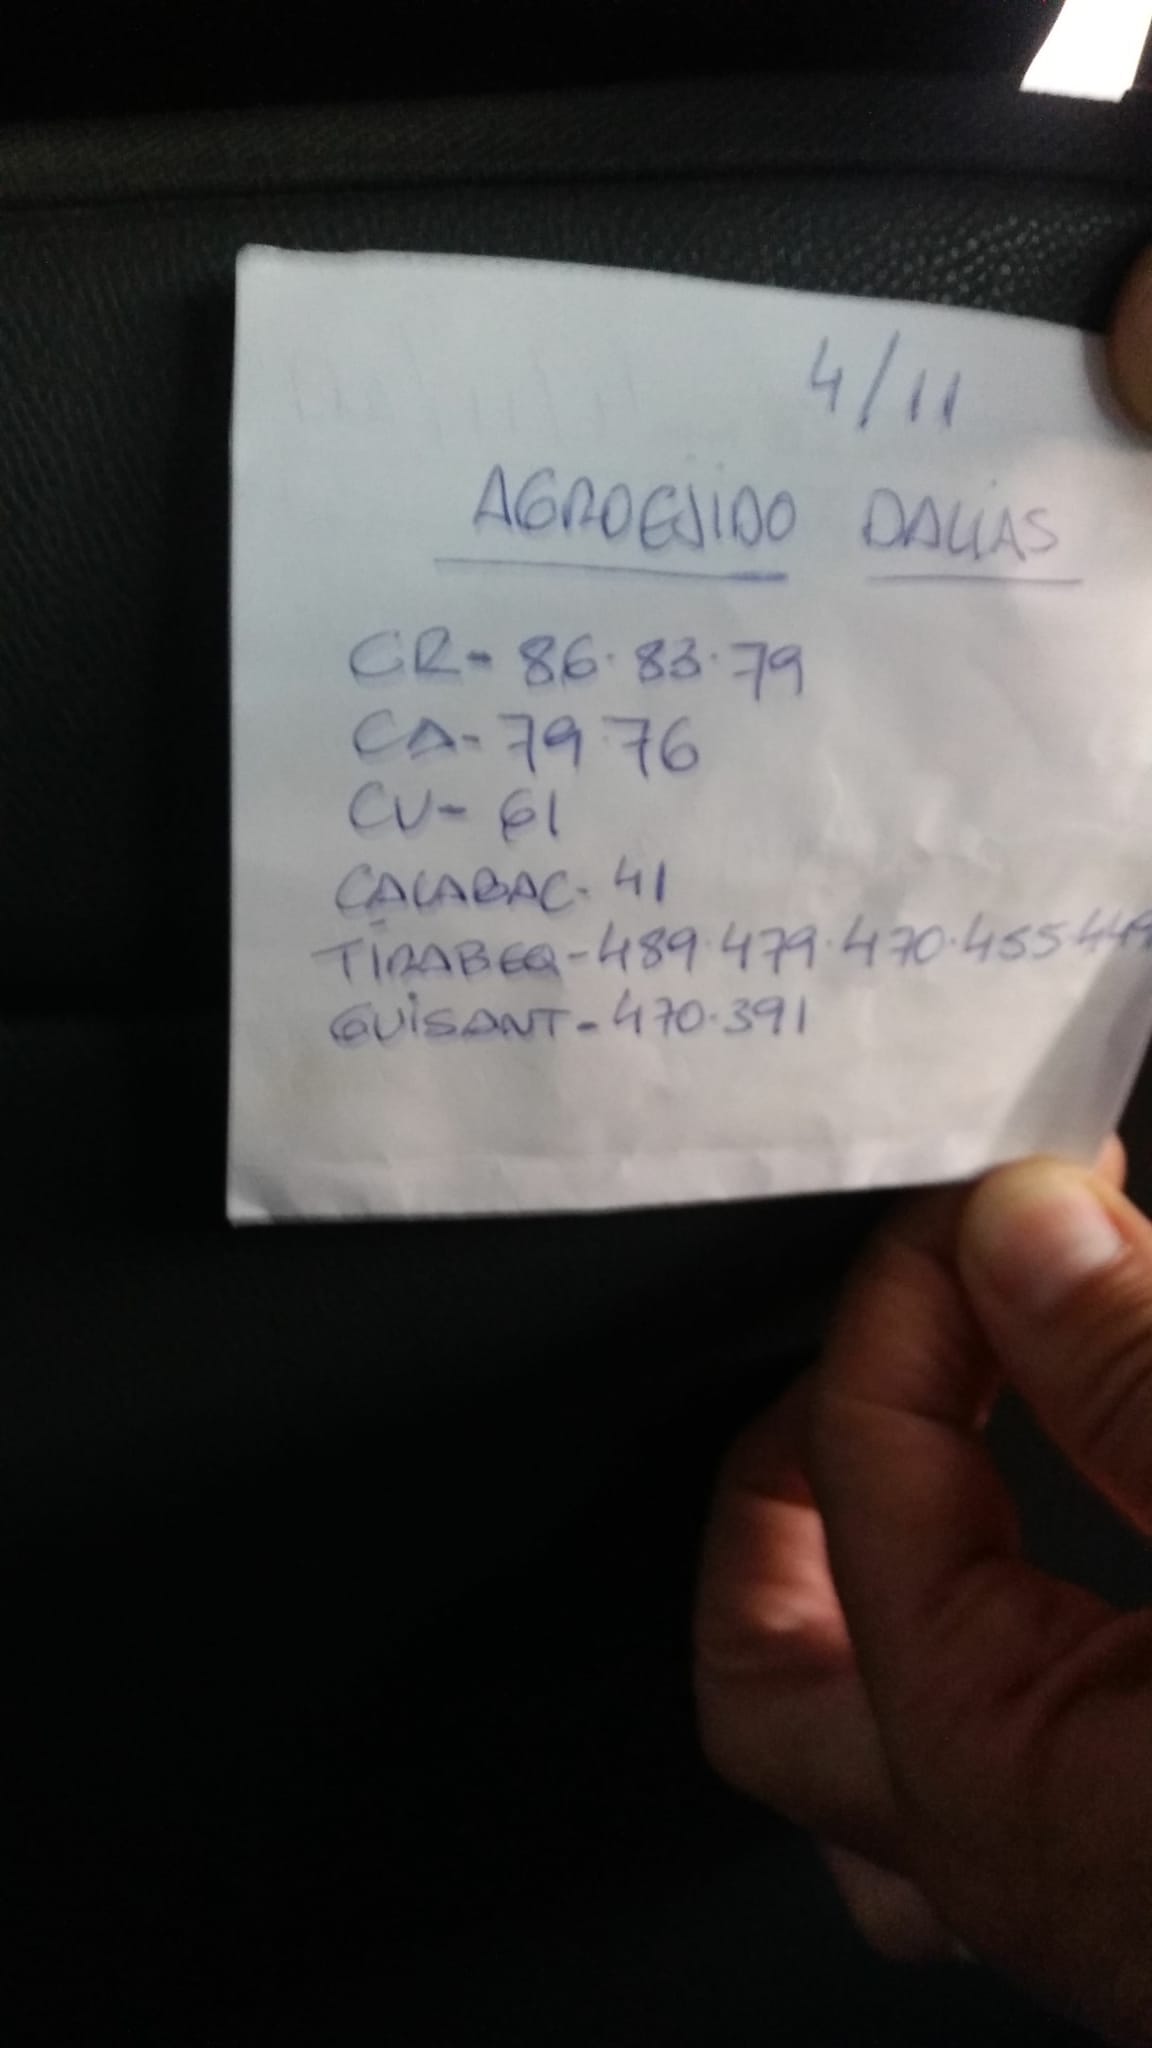 4/11
AGROEJIDO DALIAS
CR- 86.83.79
CA- 79.76
CV- 61
CALABAC- 41
TIRABEQ-489.479.470.455 449
GUISANT-470.391